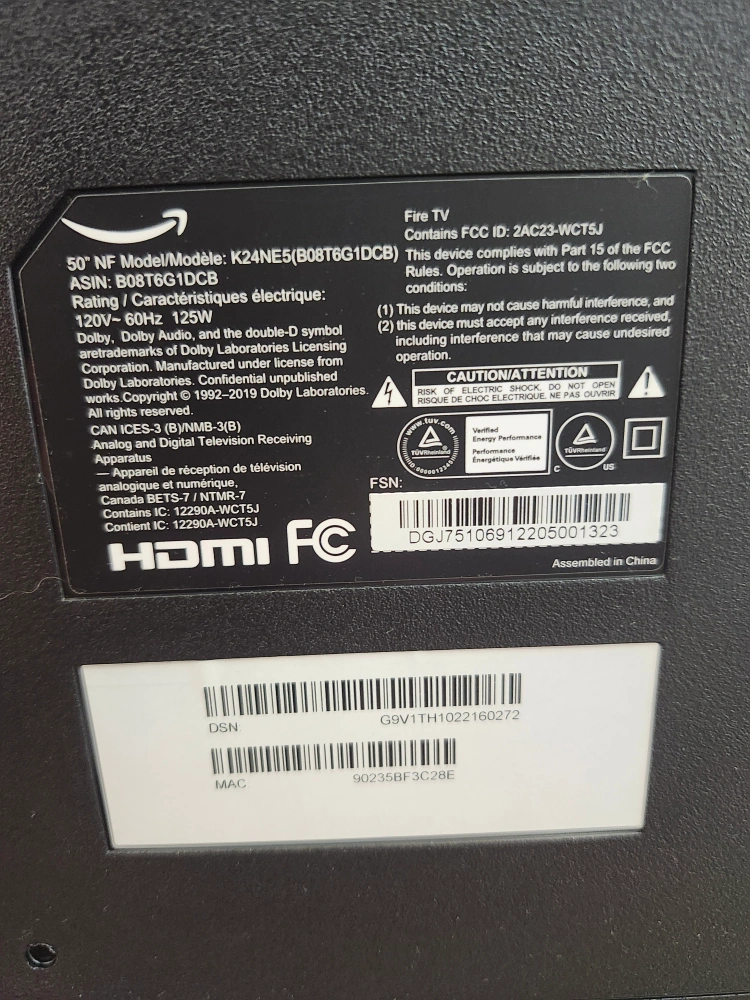 50" NF Model/Modèle: K24NE5(B08T6G1DCB)
ASIN: B08T6G1DCB
Rating / Caractéristiques électrique:
120V~ 60Hz 125W
Dolby, Dolby Audio, and the double-D symbol
aretrademarks of Dolby Laboratories Licensing
Corporation. Manufactured under license from
Dolby Laboratories. Confidential unpublished
works.Copyright © 1992–2019 Dolby Laboratories.
All rights reserved.
CAN ICES-3 (B)/NMB-3(B)
Analog and Digital Television Receiving
Apparatus
— Appareil de réception de télévision
analogique et numérique,
Canada BETS-7 / NTMR-7
Contains IC: 12290A-WCT5J
Contient IC: 12290A-WCT5J
HDMI FC
Fire TV
Contains FCC ID: 2AC23-WCT5J
This device complies with Part 15 of the FCC
Rules. Operation is subject to the following two
conditions:
(1) This device may not cause harmful interference, and
(2) this device must accept any interference received,
including interference that may cause undesired
operation.
CAUTION/ATTENTION
RISK OF ELECTRIC SHOCK. DO NOT OPEN
RISQUE DE CHOC ELECTRIQUE. NE PAS OUVRIR
www.tuv.com
TÜVRheinland
Verified
Energy Performance
Performance
Énergétique Vérifiée
TÜVRheinland
C US
FSN:
DGJ75106912205001323
Assembled in China
DSN: G9V1TH1022160272
MAC: 90235BF3C28E